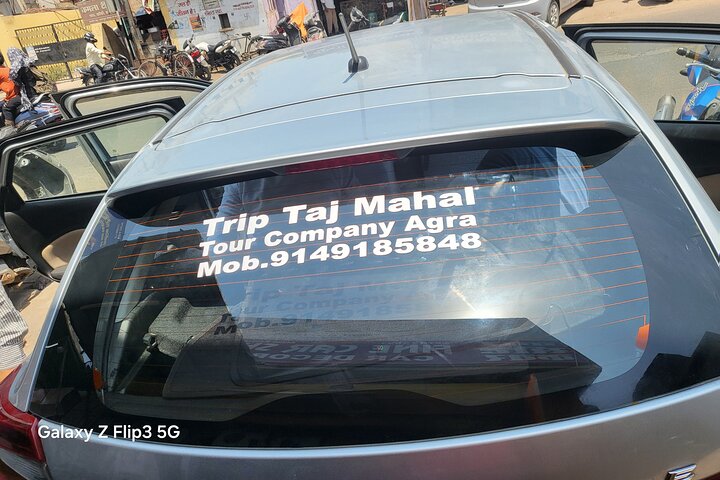 Trip Taj Mahal
Tour Company Agra
Mob.9149185848
Galaxy Z Flip3 5G